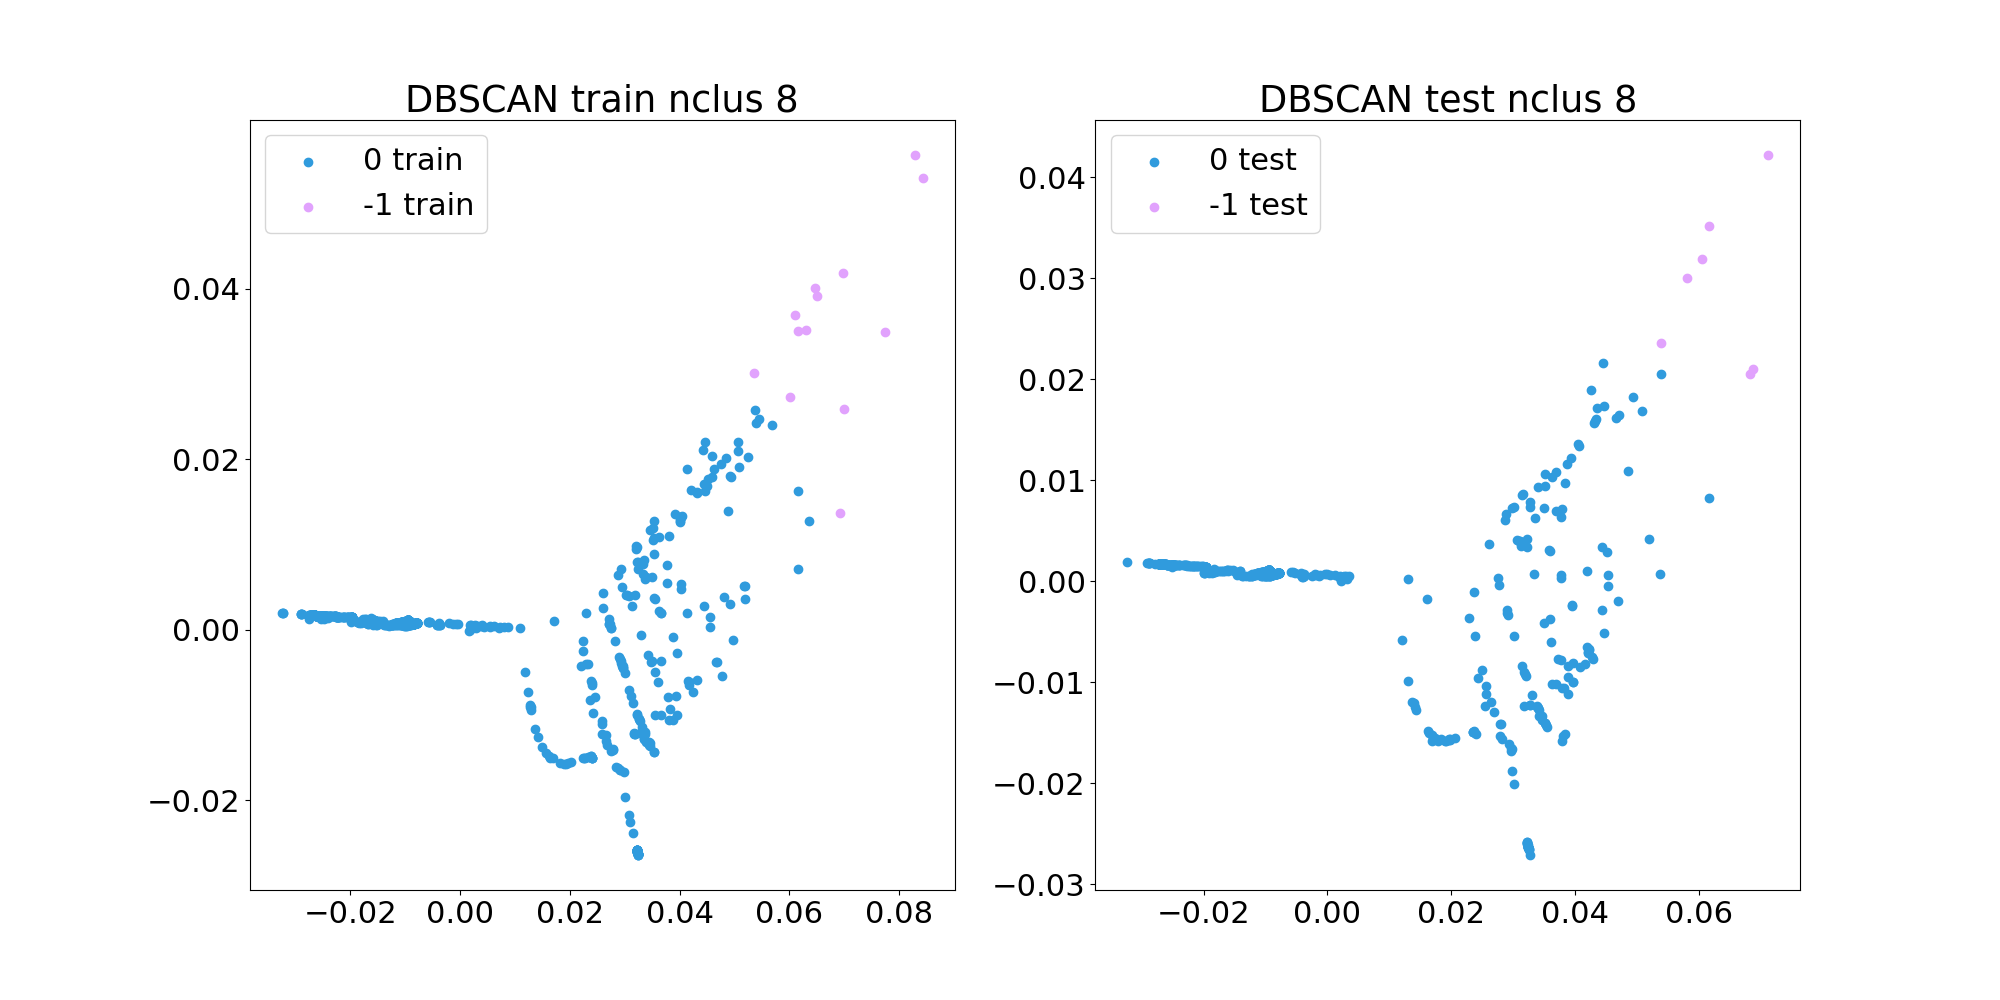 DBSCAN train nclus 8
0 train
-1 train
0.04
0.02
0.00
−0.02
−0.02 0.00 0.02 0.04 0.06 0.08
DBSCAN test nclus 8
0 test
-1 test
0.04
0.03
0.02
0.01
0.00
−0.01
−0.02
−0.03
−0.02 0.00 0.02 0.04 0.06